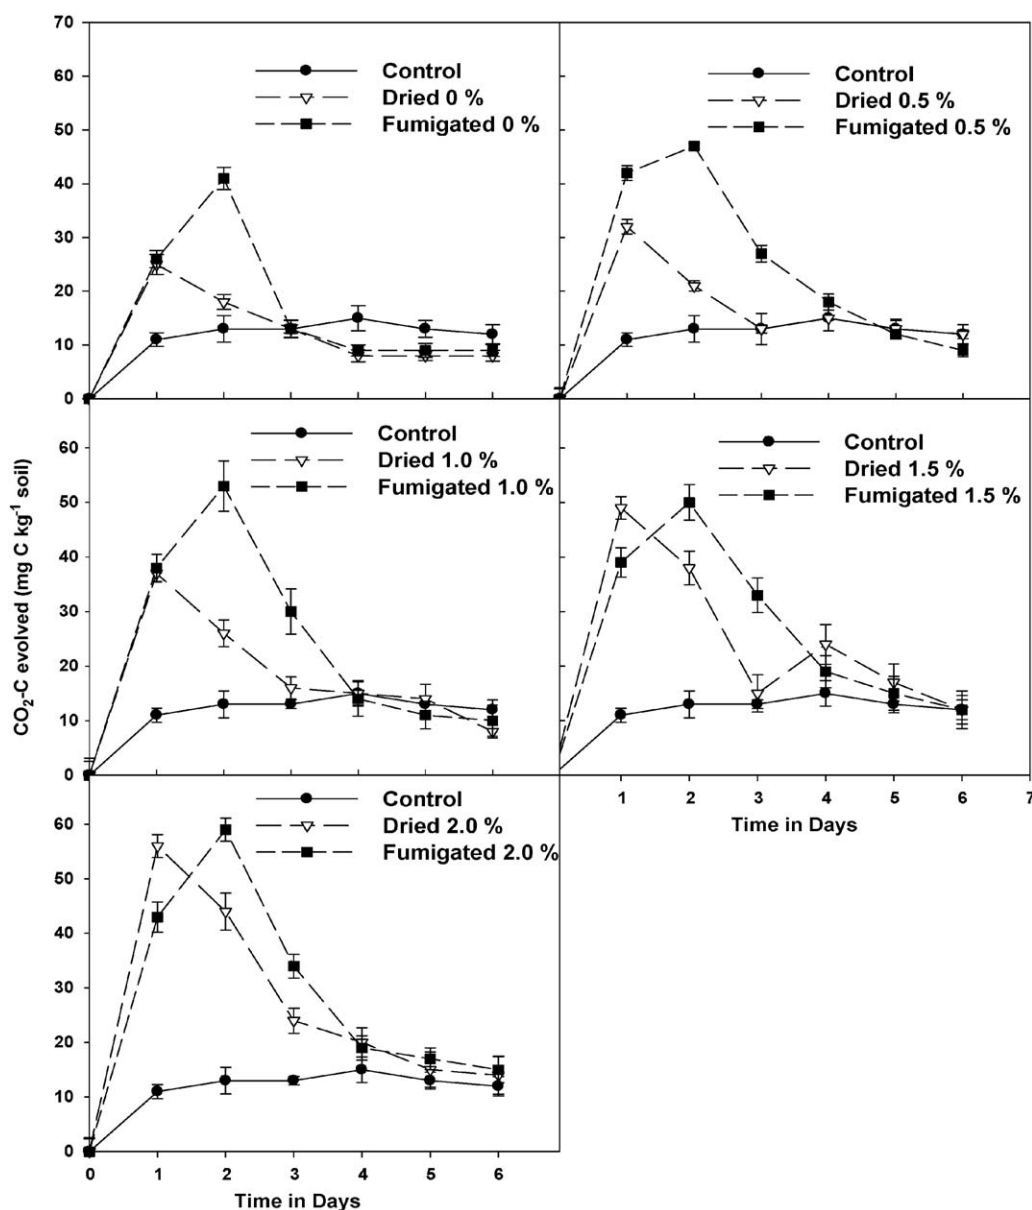 70
60
50
40
30
20
10
0
Control
Dried 0 %
Fumigated 0 %
Control
Dried 0.5 %
Fumigated 0.5 %
CO₂-C evolved (mg C kg⁻¹ soil)
60
50
40
30
20
10
0
Control
Dried 1.0 %
Fumigated 1.0 %
Control
Dried 1.5 %
Fumigated 1.5 %
1 2 3 4 5 6 7
Time in Days
60
50
40
30
20
10
0
Control
Dried 2.0 %
Fumigated 2.0 %
0 1 2 3 4 5 6
Time in Days